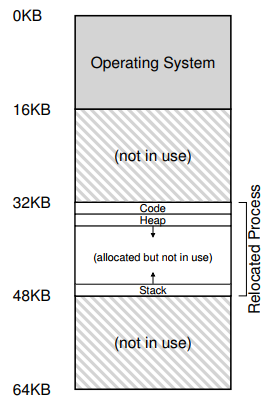 0KB
Operating System
16KB
(not in use)
32KB
Code
Heap
(allocated but not in use)
Stack
48KB
Relocated Process
(not in use)
64KB